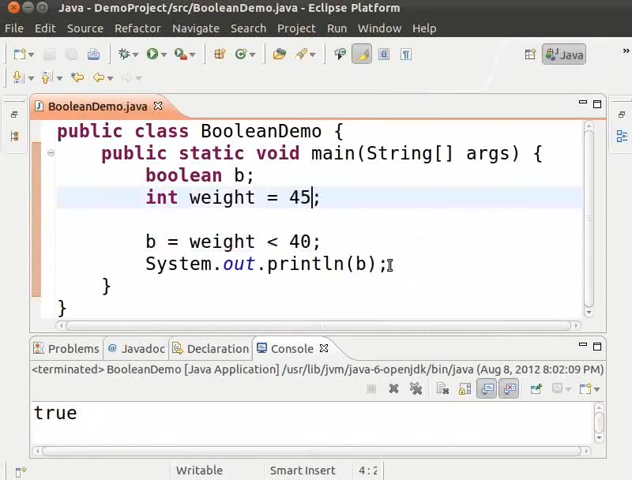 Java - DemoProject/src/BooleanDemo.java - Eclipse Platform
File Edit Source Refactor Navigate Search Project Run Window Help
Java
BooleanDemo.java
public class BooleanDemo {
public static void main(String[] args) {
boolean b;
int weight = 45;
b = weight < 40;
System.out.println(b);
}
}
Problems @ Javadoc Declaration Console
<terminated> BooleanDemo [Java Application] /usr/lib/jvm/java-6-openjdk/bin/java (Aug 8, 2012 8:02:09 PM)
true
Writable Smart Insert 4 : 2